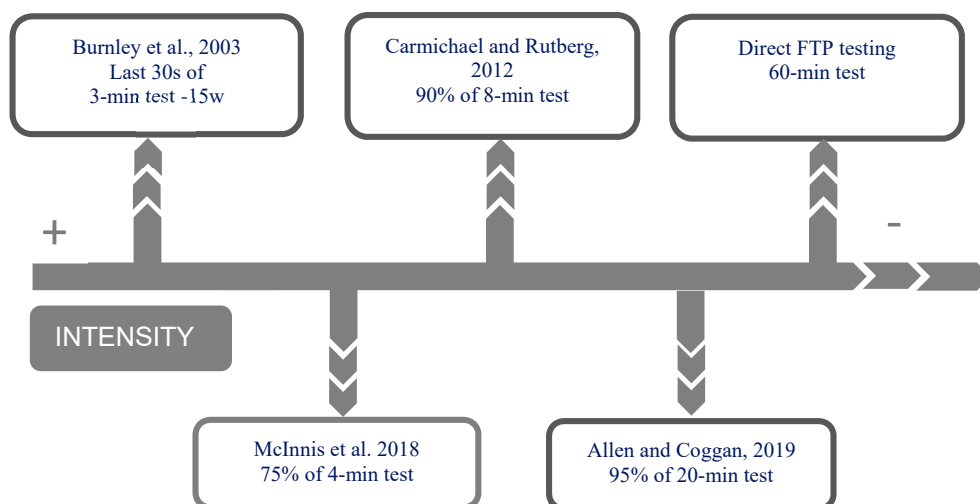 Burnley et al., 2003
Last 30s of
3-min test -15w
Carmichael and Rutberg,
2012
90% of 8-min test
Direct FTP testing
60-min test
+
-
INTENSITY
McInnis et al. 2018
75% of 4-min test
Allen and Coggan, 2019
95% of 20-min test